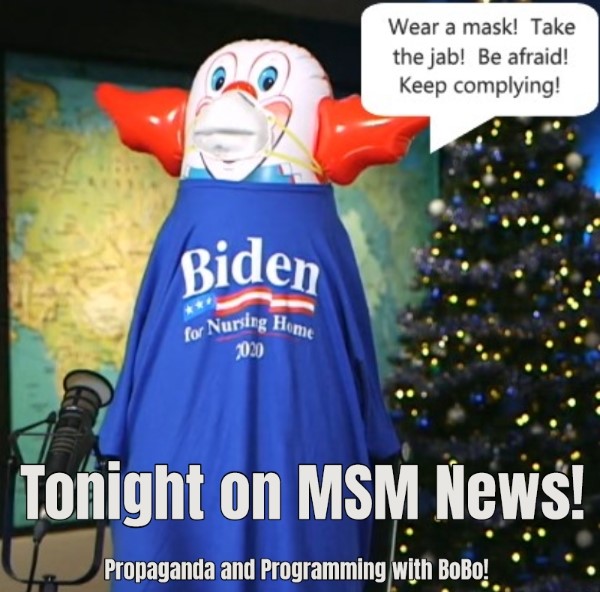 Wear a mask! Take
the jab! Be afraid!
Keep complying!
Biden
for Nursing Home
2020
Tonight on MSM News!
Propaganda and Programming with BoBo!